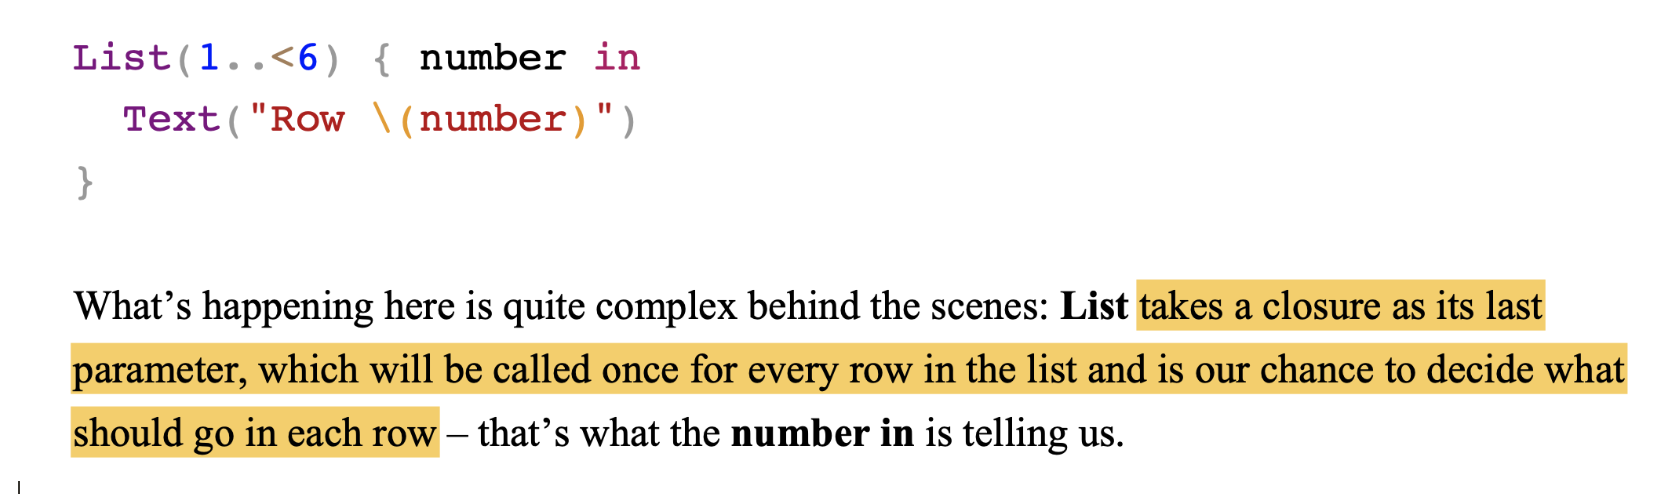 List(1..<6) { number in
  Text("Row \(number)")
}
What’s happening here is quite complex behind the scenes: List takes a closure as its last
parameter, which will be called once for every row in the list and is our chance to decide what
should go in each row – that’s what the number in is telling us.